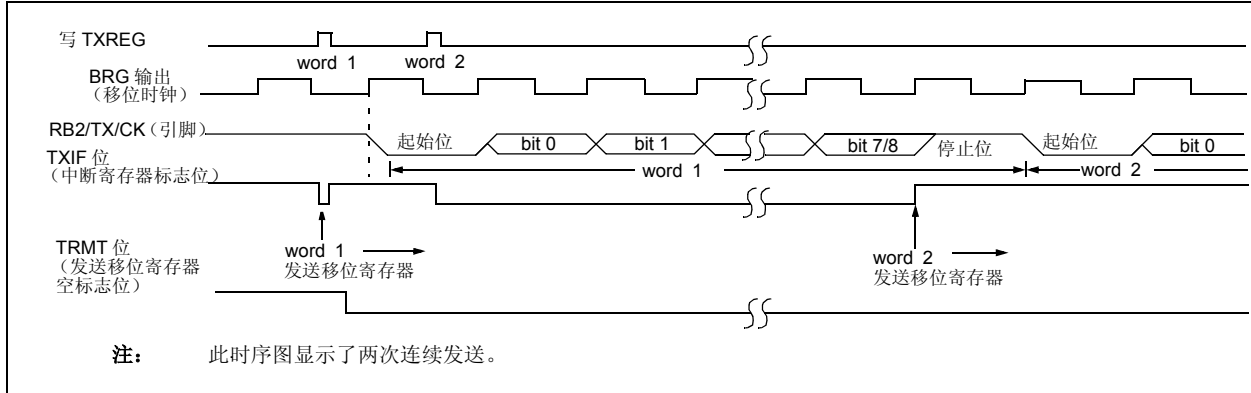 写 TXREG
word 1
word 2
BRG 输出
（移位时钟）
RB2/TX/CK（引脚）
起始位
bit 0
bit 1
bit 7/8
停止位
起始位
bit 0
TXIF 位
（中断寄存器标志位）
word 1
word 2
TRMT 位
（发送移位寄存器
空标志位）
word 1
发送移位寄存器
word 2
发送移位寄存器
注： 此时序图显示了两次连续发送。